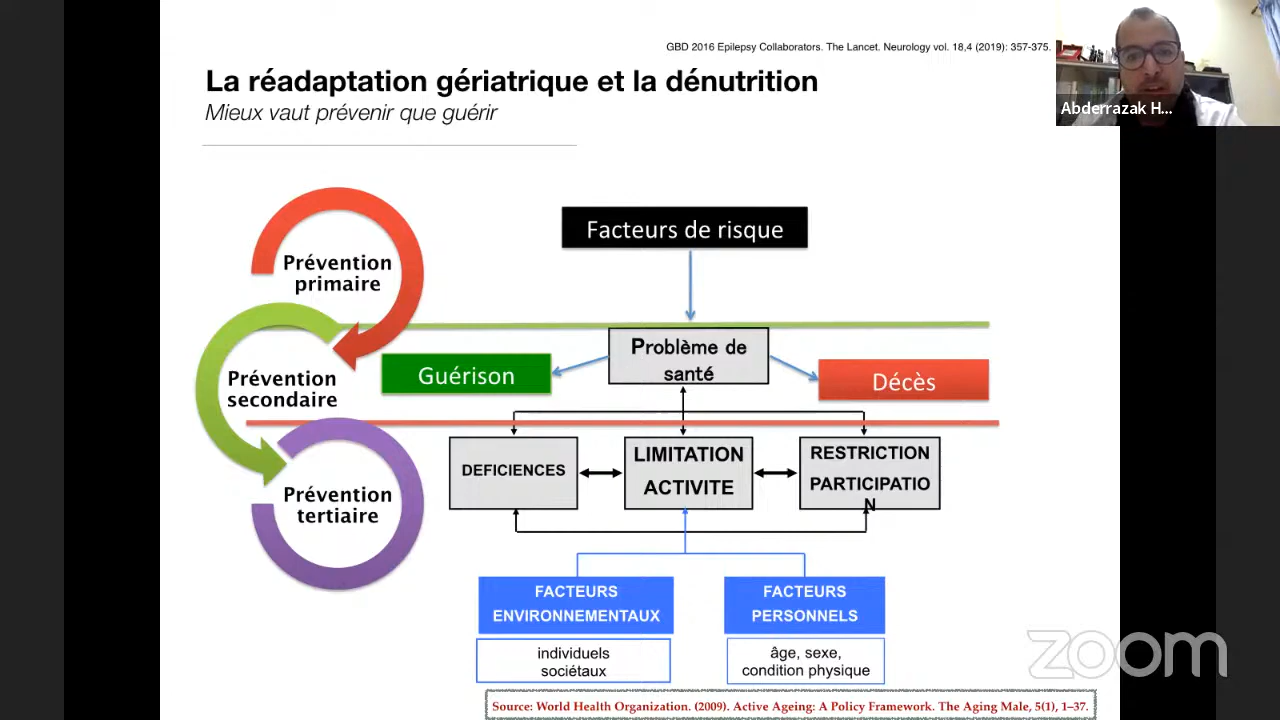 GBD 2016 Epilepsy Collaborators. The Lancet. Neurology vol. 18,4 (2019): 357-375.
La réadaptation gériatrique et la dénutrition
Mieux vaut prévenir que guérir
Abderrazak H...
Facteurs de risque
Prévention
primaire
Problème de
santé
Guérison
Décès
Prévention
secondaire
DEFICIENCES
LIMITATION
ACTIVITE
RESTRICTION
PARTICIPATIO
N
Prévention
tertiaire
FACTEURS
ENVIRONNEMENTAUX
FACTEURS
PERSONNELS
individuels
sociétaux
âge, sexe,
condition physique
zoom
Source: World Health Organization. (2009). Active Ageing: A Policy Framework. The Aging Male, 5(1), 1–37.